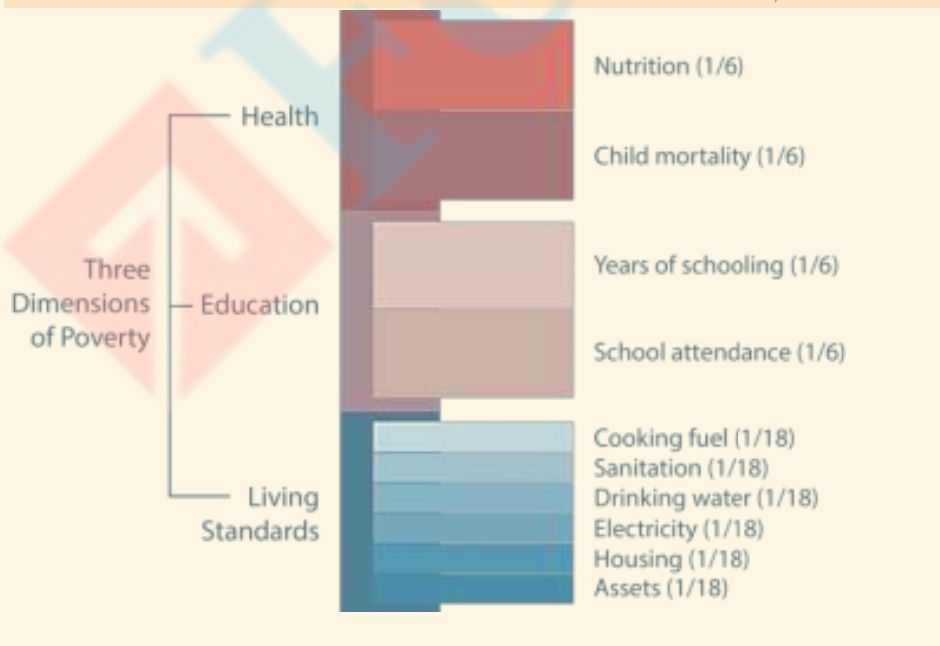 Three
Dimensions
of Poverty
Health
Nutrition (1/6)
Child mortality (1/6)
Education
Years of schooling (1/6)
School attendance (1/6)
Living
Standards
Cooking fuel (1/18)
Sanitation (1/18)
Drinking water (1/18)
Electricity (1/18)
Housing (1/18)
Assets (1/18)